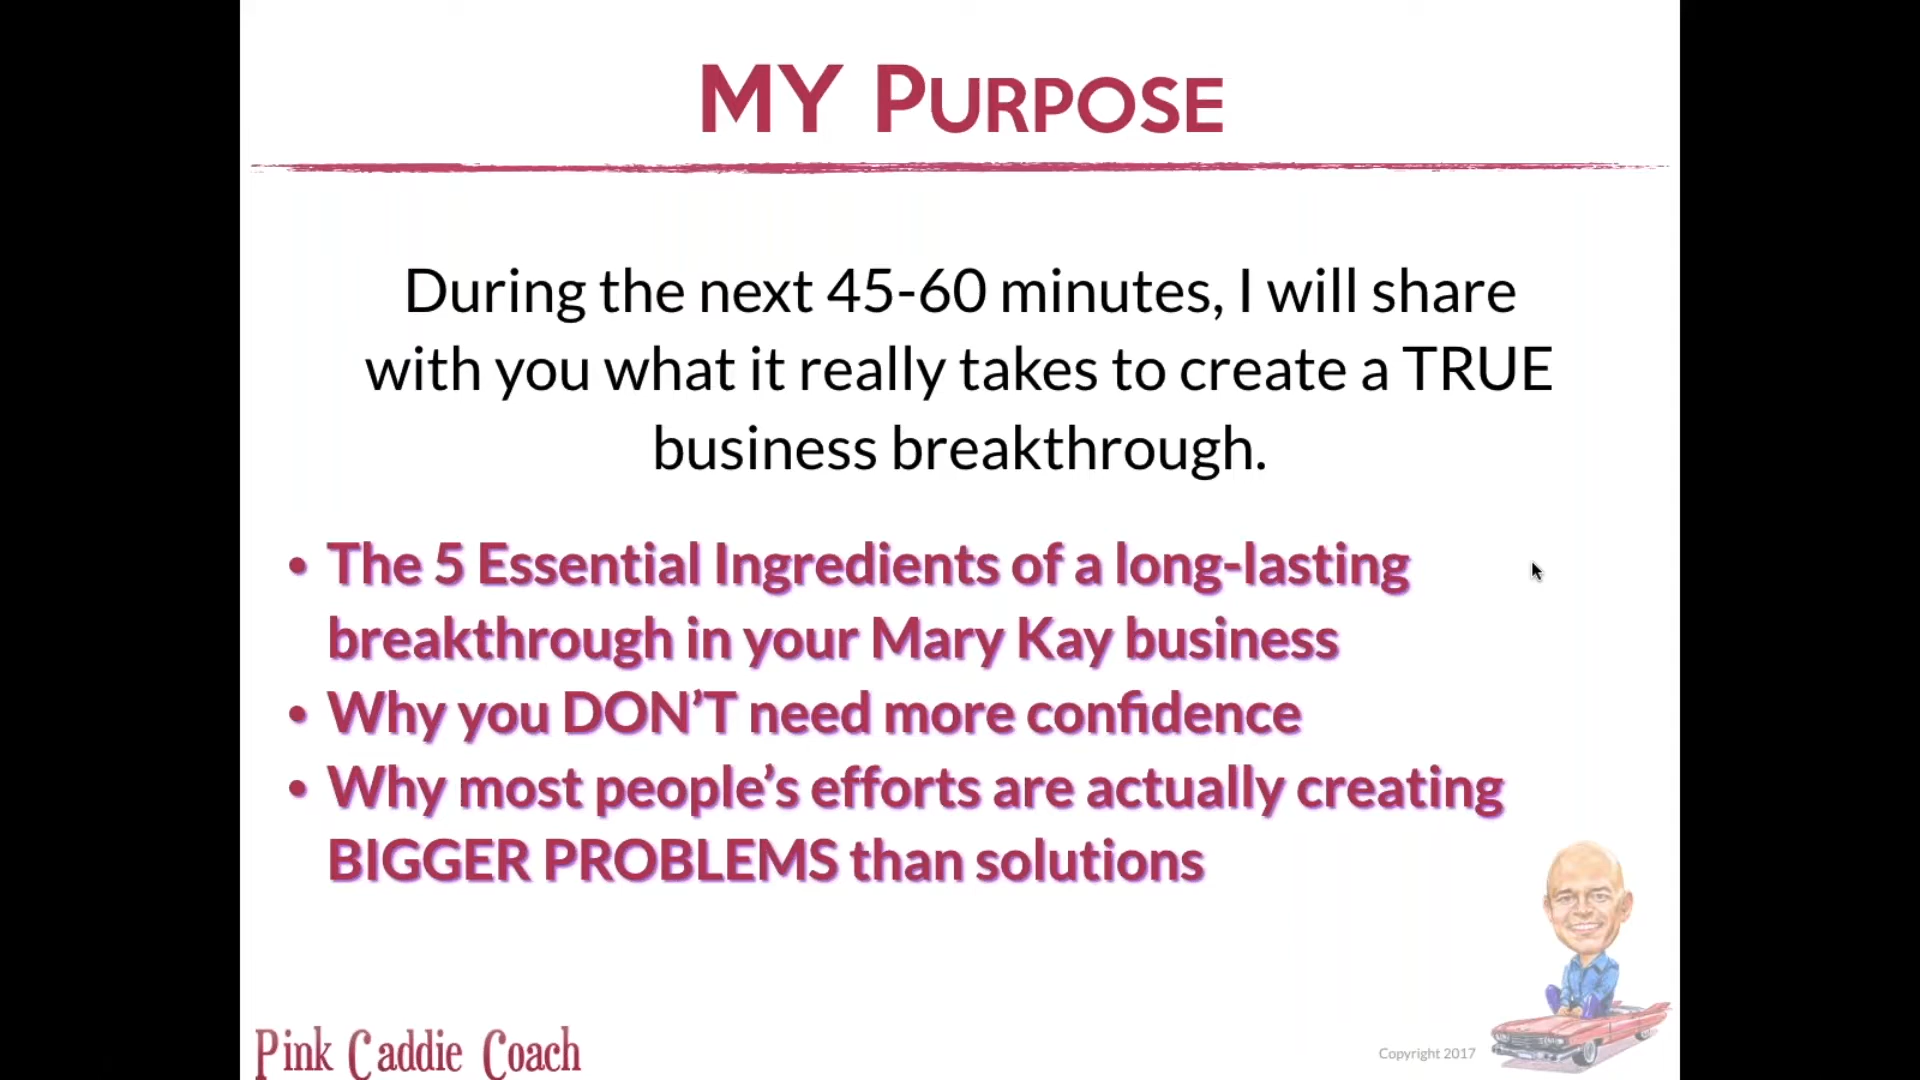 MY PURPOSE
During the next 45-60 minutes, I will share
with you what it really takes to create a TRUE
business breakthrough.
• The 5 Essential Ingredients of a long-lasting
breakthrough in your Mary Kay business
• Why you DON’T need more confidence
• Why most people’s efforts are actually creating
BIGGER PROBLEMS than solutions
Pink Caddie Coach
Copyright 2017